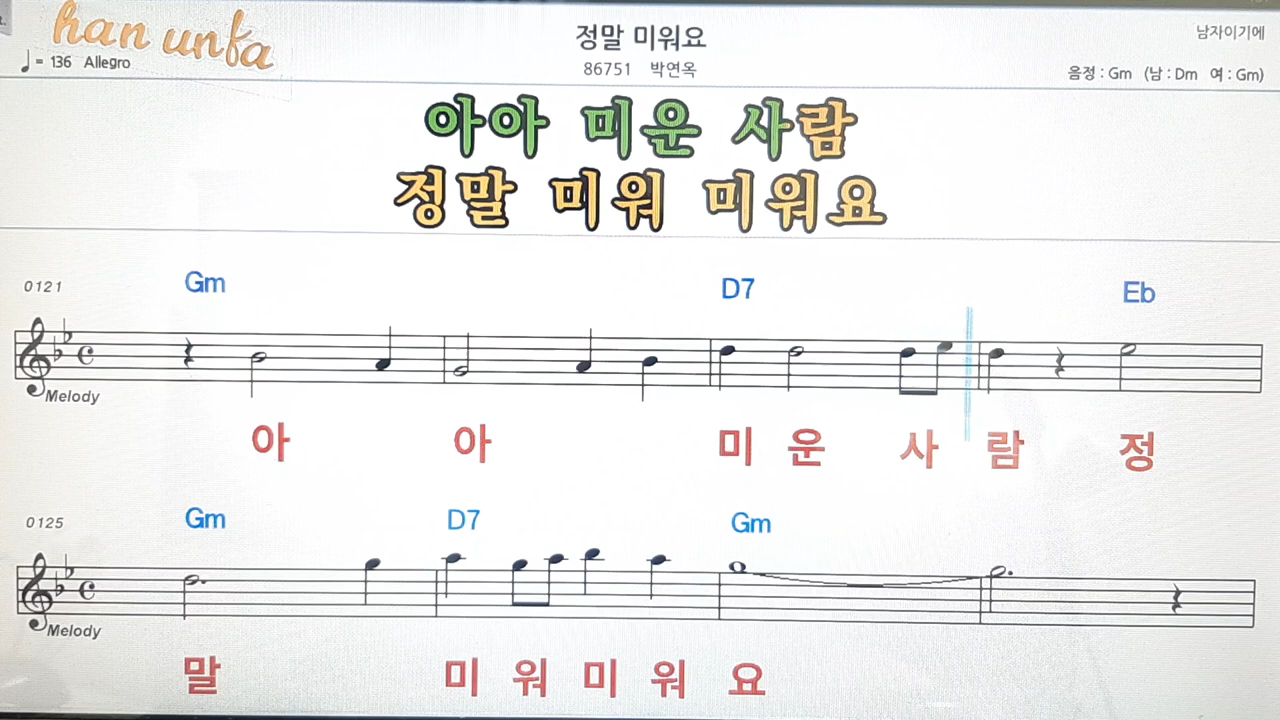 han unfa
정말 미워요
남자이기에
♩= 136 Allegro
86751 박연옥
음정 : Gm (남 : Dm 여 : Gm)
아아 미운 사람
정말 미워 미워요
0121 Gm D7 Eb
Melody
아 아 미 운 사 람 정
0125 Gm D7 Gm
Melody
말 미 워 미 워 요